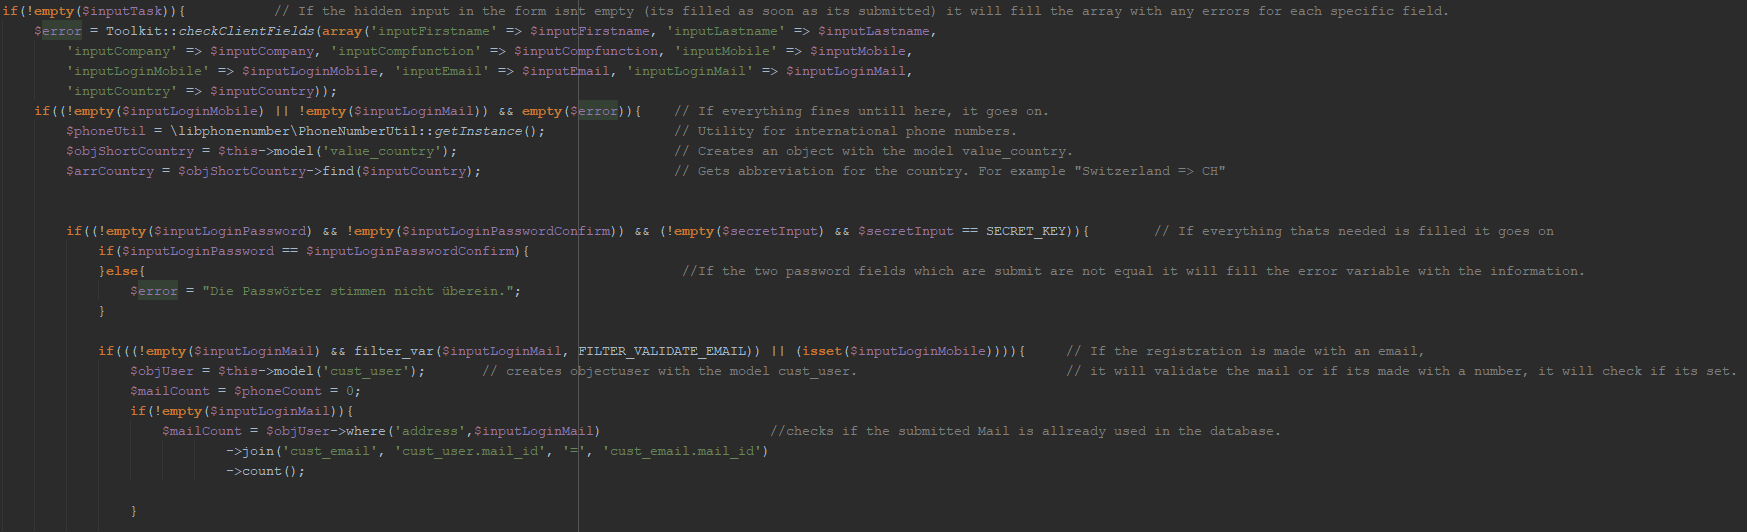 if(!empty($inputTask)){ // If the hidden input in the form isnt empty (its filled as soon as its submitted) it will fill the array with any errors for each specific field.
$error = Toolkit::checkClientFields(array('inputFirstname' => $inputFirstname, 'inputLastname' => $inputLastname,
'inputCompany' => $inputCompany, 'inputCompfunction' => $inputCompfunction, 'inputMobile' => $inputMobile,
'inputLoginMobile' => $inputLoginMobile, 'inputEmail' => $inputEmail, 'inputLoginMail' => $inputLoginMail,
'inputCountry' => $inputCountry));
if((!empty($inputLoginMobile) || !empty($inputLoginMail)) && empty($error)){ // If everything fines untill here, it goes on.
$phoneUtil = \libphonenumber\PhoneNumberUtil::getInstance(); // Utility for international phone numbers.
$objShortCountry = $this->model('value_country'); // Creates an object with the model value_country.
$arrCountry = $objShortCountry->find($inputCountry); // Gets abbreviation for the country. For example "Switzerland => CH"
if((!empty($inputLoginPassword) && !empty($inputLoginPasswordConfirm)) && (!empty($secretInput) && $secretInput == SECRET_KEY)){ // If everything thats needed is filled it goes on
if($inputLoginPassword == $inputLoginPasswordConfirm){
}else{ //If the two password fields which are submit are not equal it will fill the error variable with the information.
$error = "Die Passwörter stimmen nicht überein.";
}
if(((!empty($inputLoginMail) && filter_var($inputLoginMail, FILTER_VALIDATE_EMAIL)) || (isset($inputLoginMobile)))){ // If the registration is made with an email,
$objUser = $this->model('cust_user'); // creates objectuser with the model cust_user. // it will validate the mail or if its made with a number, it will check if its set.
$mailCount = $phoneCount = 0;
if(!empty($inputLoginMail)){
$mailCount = $objUser->where('address',$inputLoginMail) //checks if the submitted Mail is allready used in the database.
->join('cust_email', 'cust_user.mail_id', '=', 'cust_email.mail_id')
->count();
}